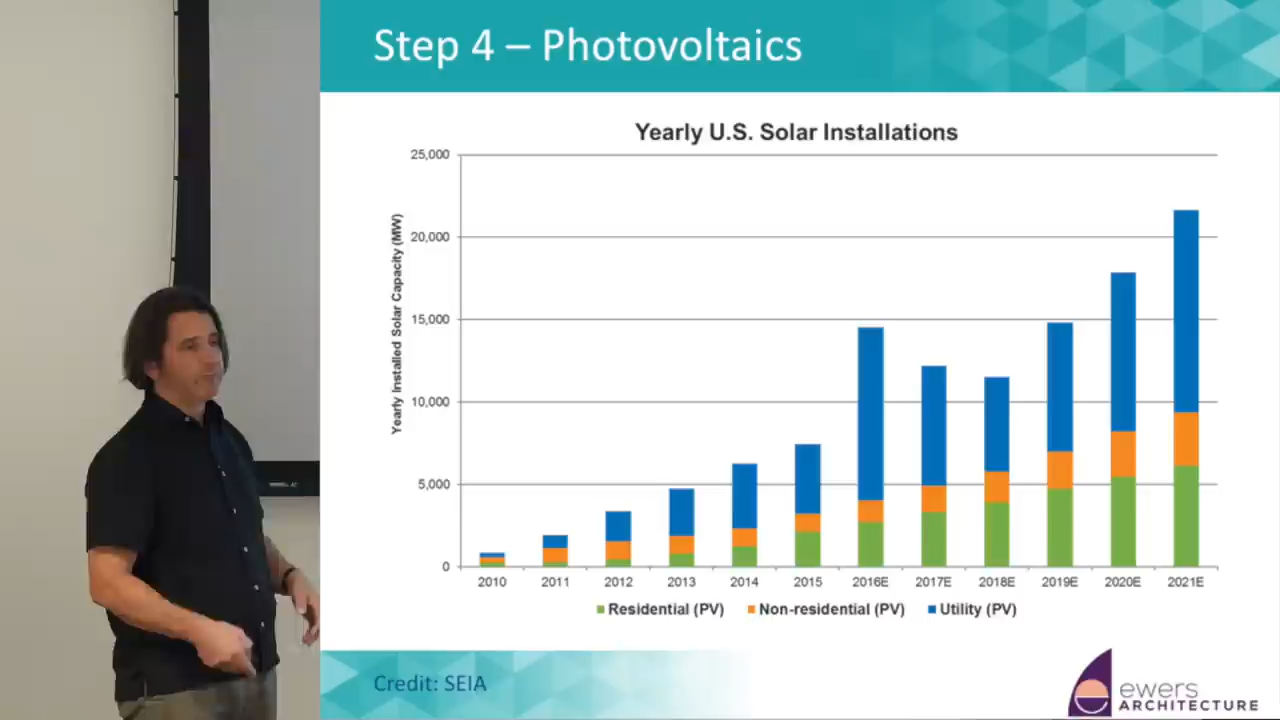 Step 4 – Photovoltaics
Yearly U.S. Solar Installations
Yearly Installed Solar Capacity (MW)
25,000
20,000
15,000
10,000
5,000
0
2010 2011 2012 2013 2014 2015 2016E 2017E 2018E 2019E 2020E 2021E
Residential (PV) Non-residential (PV) Utility (PV)
Credit: SEIA
ewers
ARCHITECTURE